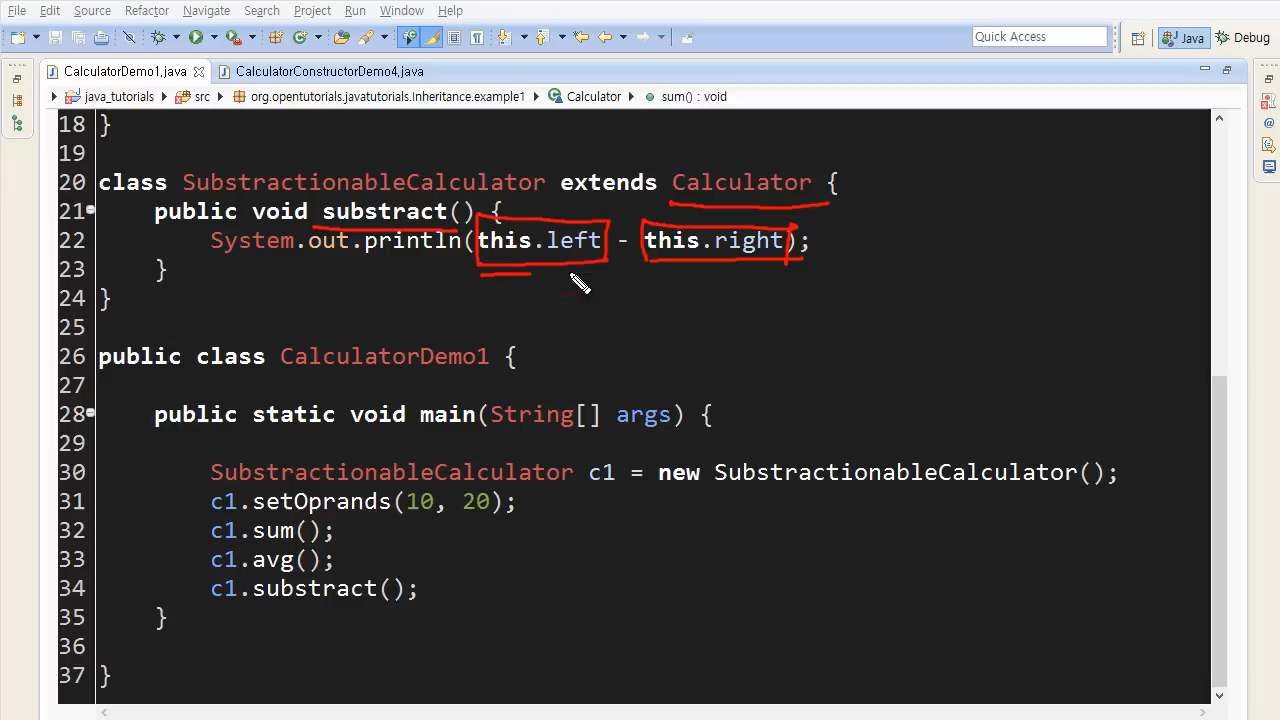 File Edit Source Refactor Navigate Search Project Run Window Help
Quick Access
Java
Debug
CalculatorDemo1.java
CalculatorConstructorDemo4.java
java_tutorials
src
org.opentutorials.javatutorials.Inheritance.example1
Calculator
sum() : void
18 }
19
20 class SubstractionableCalculator extends Calculator {
21 public void substract() {
22 System.out.println(this.left - this.right);
23 }
24 }
25
26 public class CalculatorDemo1 {
27
28 public static void main(String[] args) {
29
30 SubstractionableCalculator c1 = new SubstractionableCalculator();
31 c1.setOprands(10, 20);
32 c1.sum();
33 c1.avg();
34 c1.substract();
35 }
36
37 }